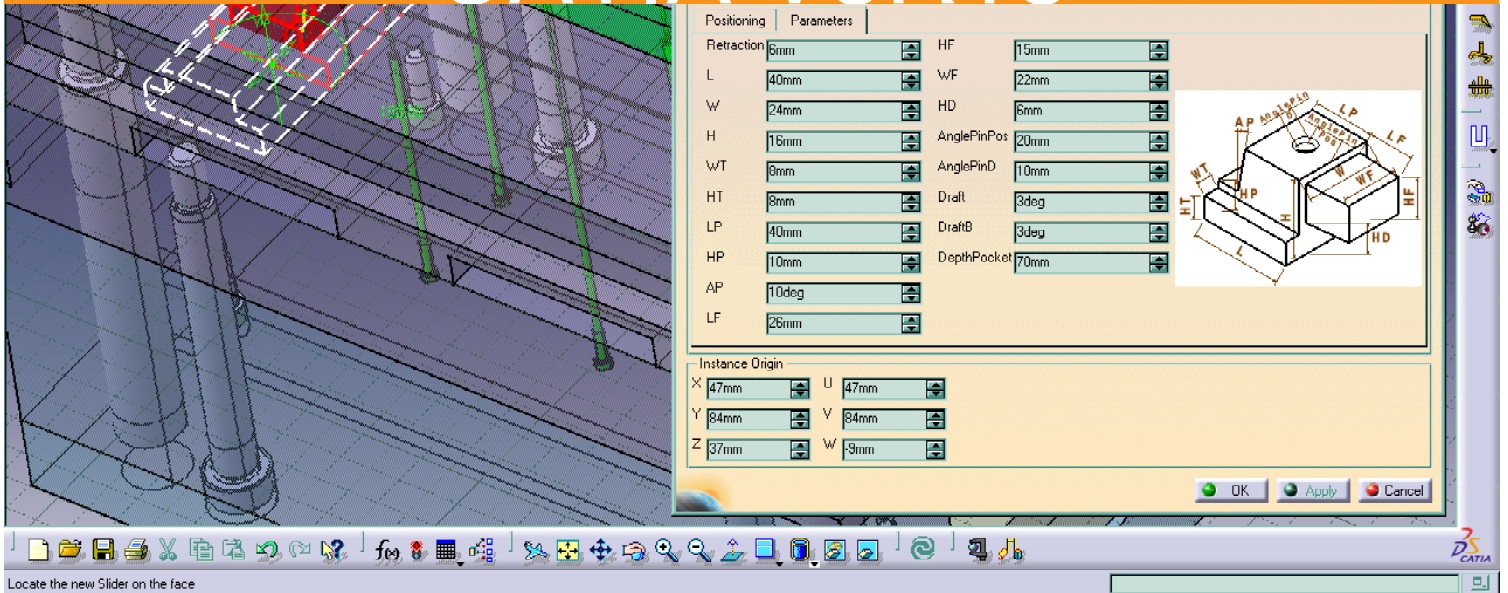 Positioning Parameters
Retraction 6mm HF 15mm
L 40mm WF 22mm
W 24mm HD 6mm
H 16mm AnglePinPos 20mm
WT 8mm AnglePinD 10mm
HT 8mm Draft 3deg
LP 40mm DraftB 3deg
HP 10mm DepthPocket 70mm
AP 10deg
LF 26mm
AP AnglePin D AnglePin Pos LP LF
WT W WF
HT HP H HF
L HD
Instance Origin
X 47mm U 47mm
Y 84mm V 84mm
Z 37mm W -9mm
OK Apply Cancel
f(x)
CATIA
Locate the new Slider on the face